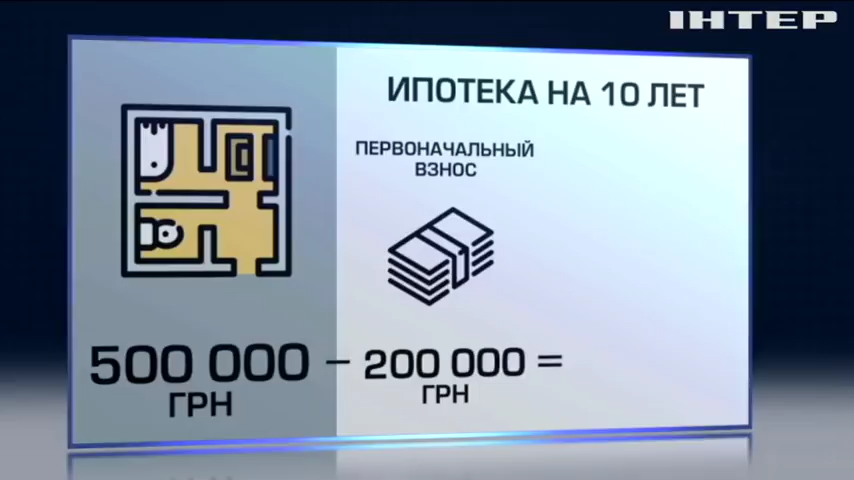 ІНТЕР
ИПОТЕКА НА 10 ЛЕТ
ПЕРВОНАЧАЛЬНЫЙ
ВЗНОС
500 000 – 200 000 =
ГРН ГРН